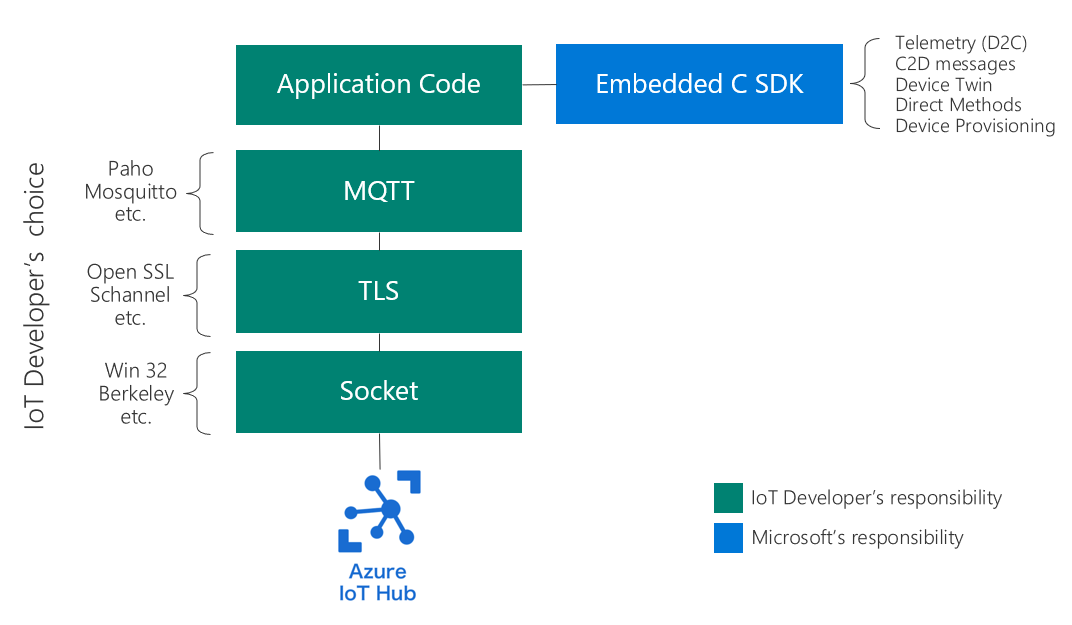 Application Code
Embedded C SDK
Telemetry (D2C)
C2D messages
Device Twin
Direct Methods
Device Provisioning
IoT Developer's choice
Paho
Mosquitto
etc.
MQTT
Open SSL
Schannel
etc.
TLS
Win 32
Berkeley
etc.
Socket
Azure
IoT Hub
IoT Developer's responsibility
Microsoft's responsibility